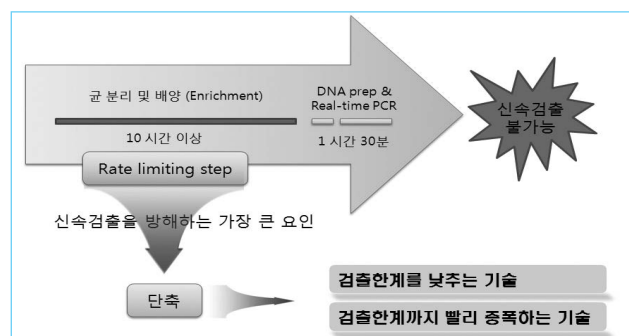 균 분리 및 배양 (Enrichment)
DNA prep &
Real-time PCR
10 시간 이상
1 시간 30분
신속검출
불가능
Rate limiting step
신속검출을 방해하는 가장 큰 요인
단축
검출한계를 낮추는 기술
검출한계까지 빨리 증폭하는 기술